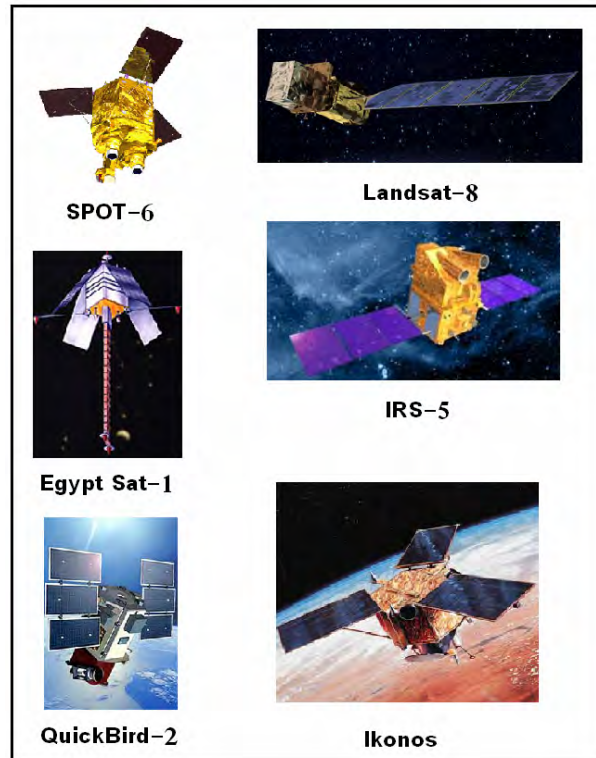 SPOT-6
Landsat-8
Egypt Sat-1
IRS-5
QuickBird-2
Ikonos